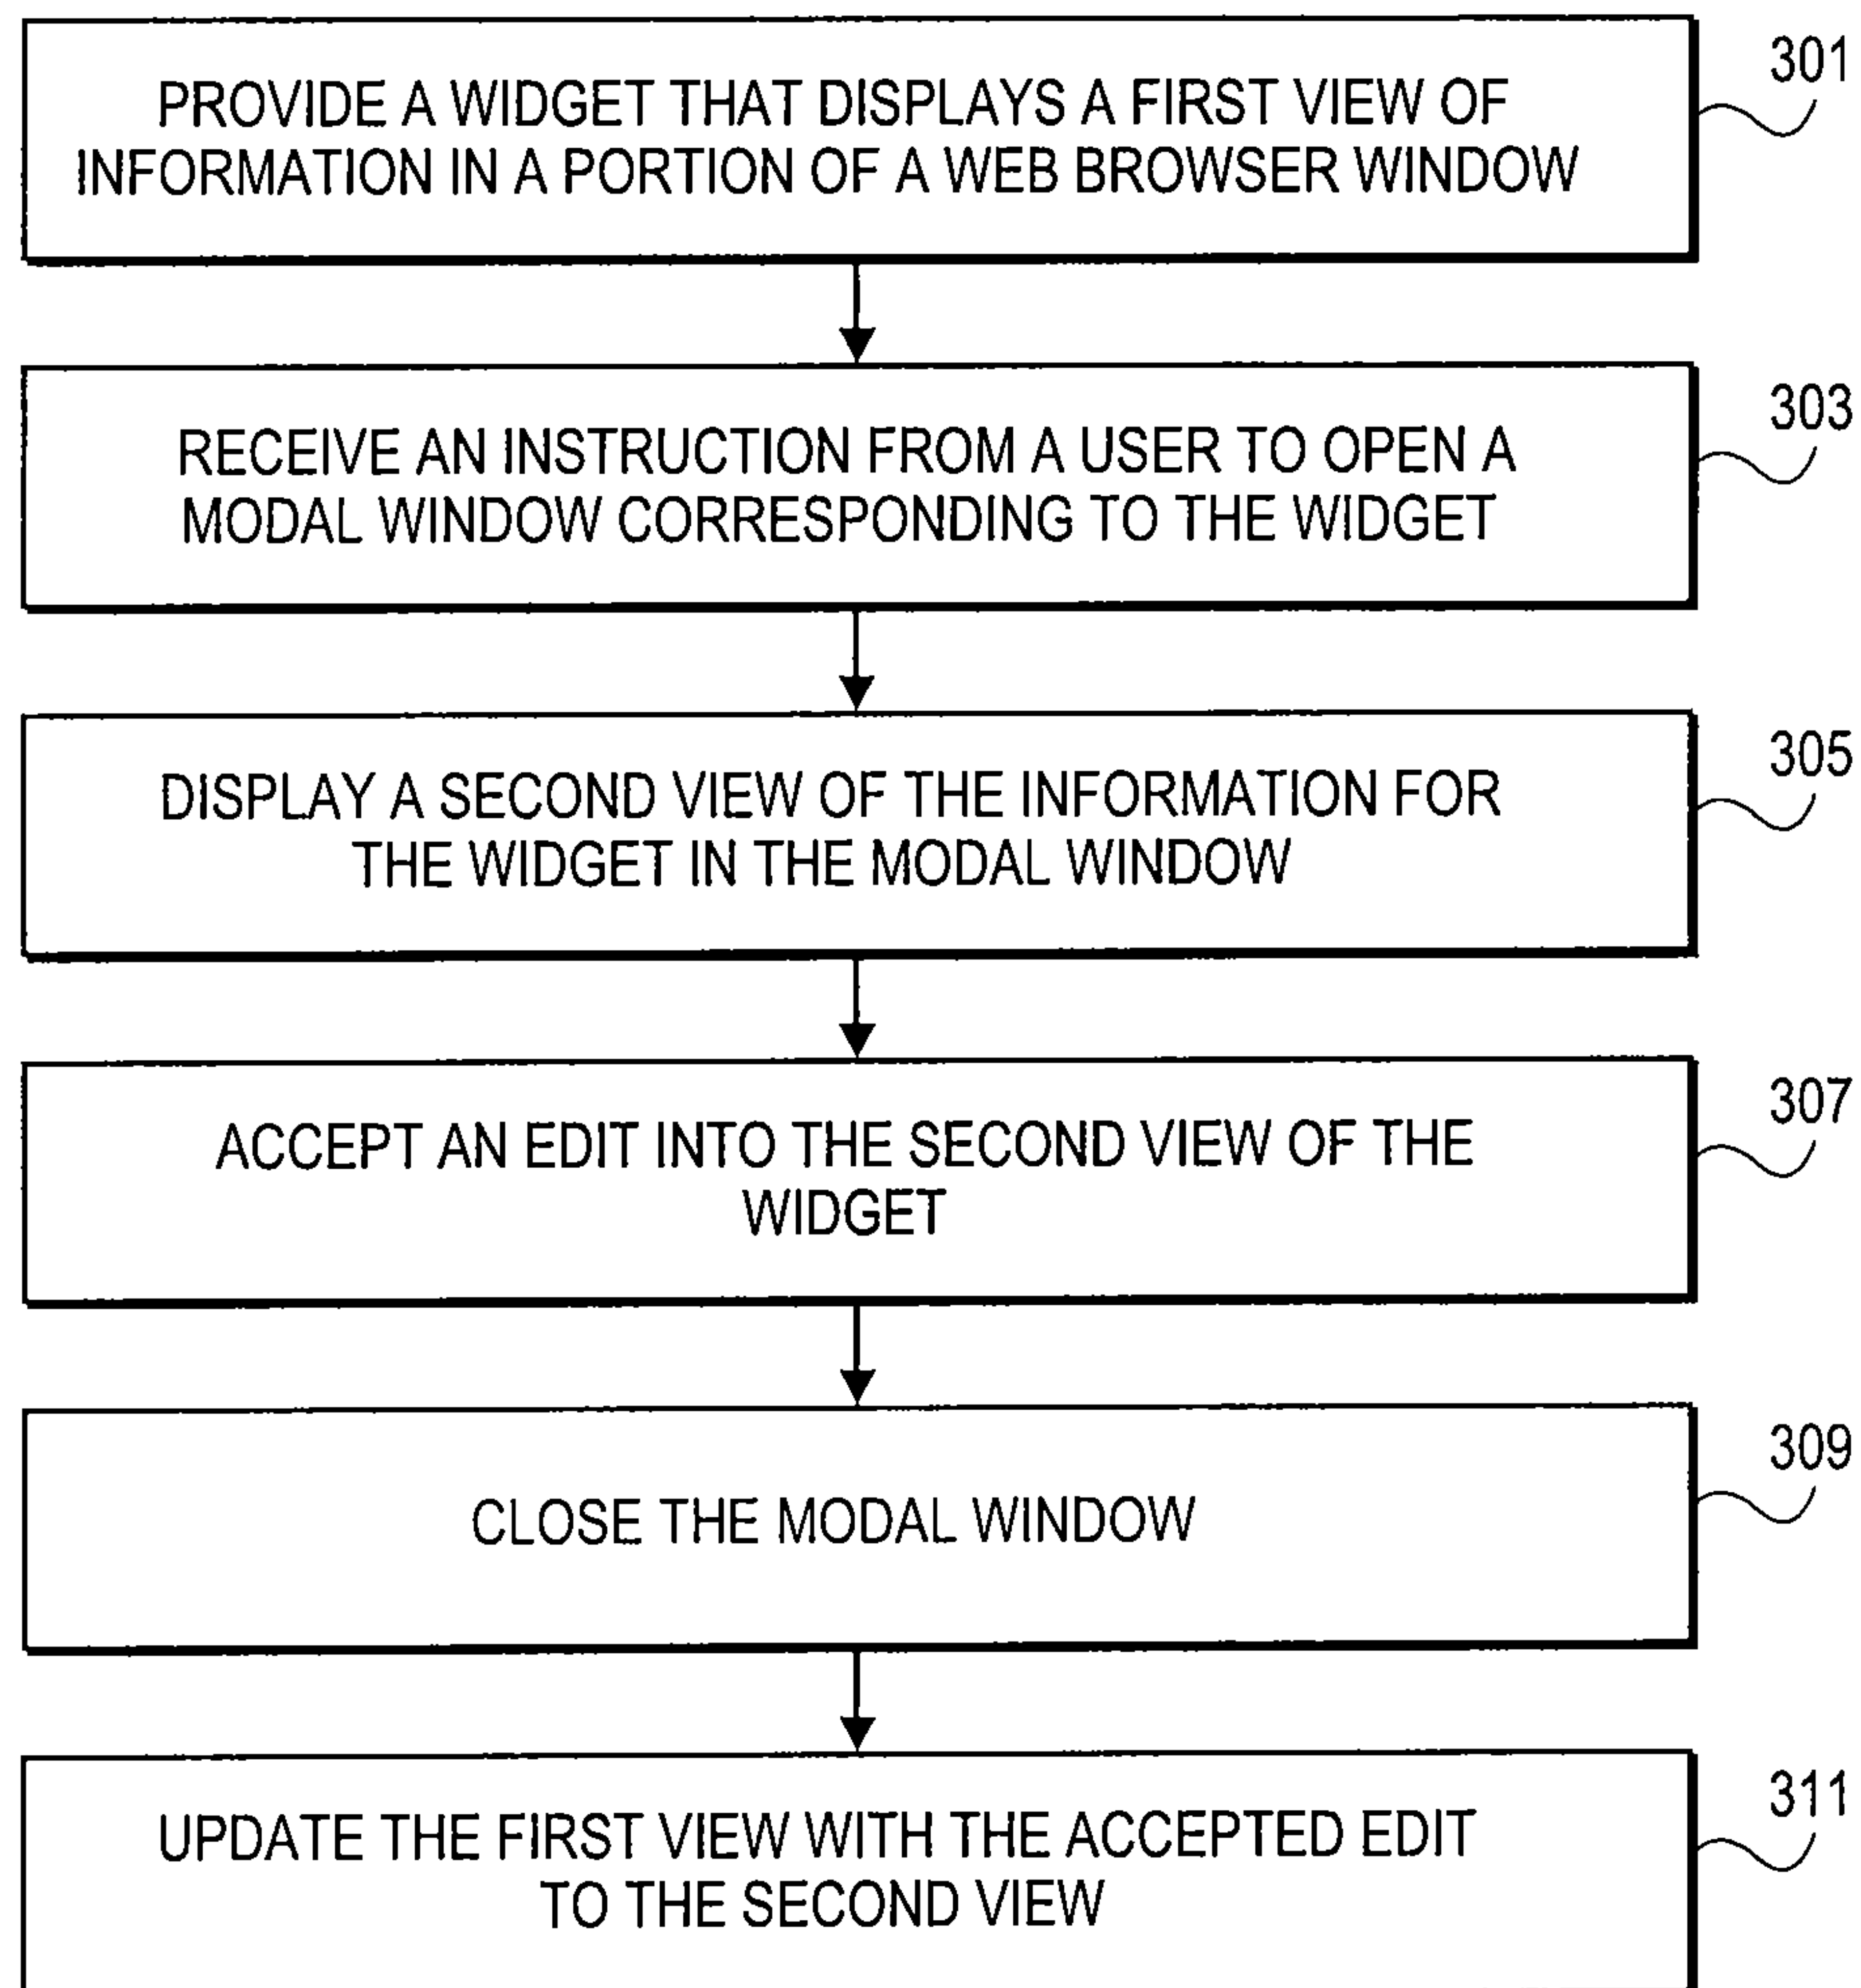 301
PROVIDE A WIDGET THAT DISPLAYS A FIRST VIEW OF
INFORMATION IN A PORTION OF A WEB BROWSER WINDOW
303
RECEIVE AN INSTRUCTION FROM A USER TO OPEN A
MODAL WINDOW CORRESPONDING TO THE WIDGET
305
DISPLAY A SECOND VIEW OF THE INFORMATION FOR
THE WIDGET IN THE MODAL WINDOW
307
ACCEPT AN EDIT INTO THE SECOND VIEW OF THE
WIDGET
309
CLOSE THE MODAL WINDOW
311
UPDATE THE FIRST VIEW WITH THE ACCEPTED EDIT
TO THE SECOND VIEW